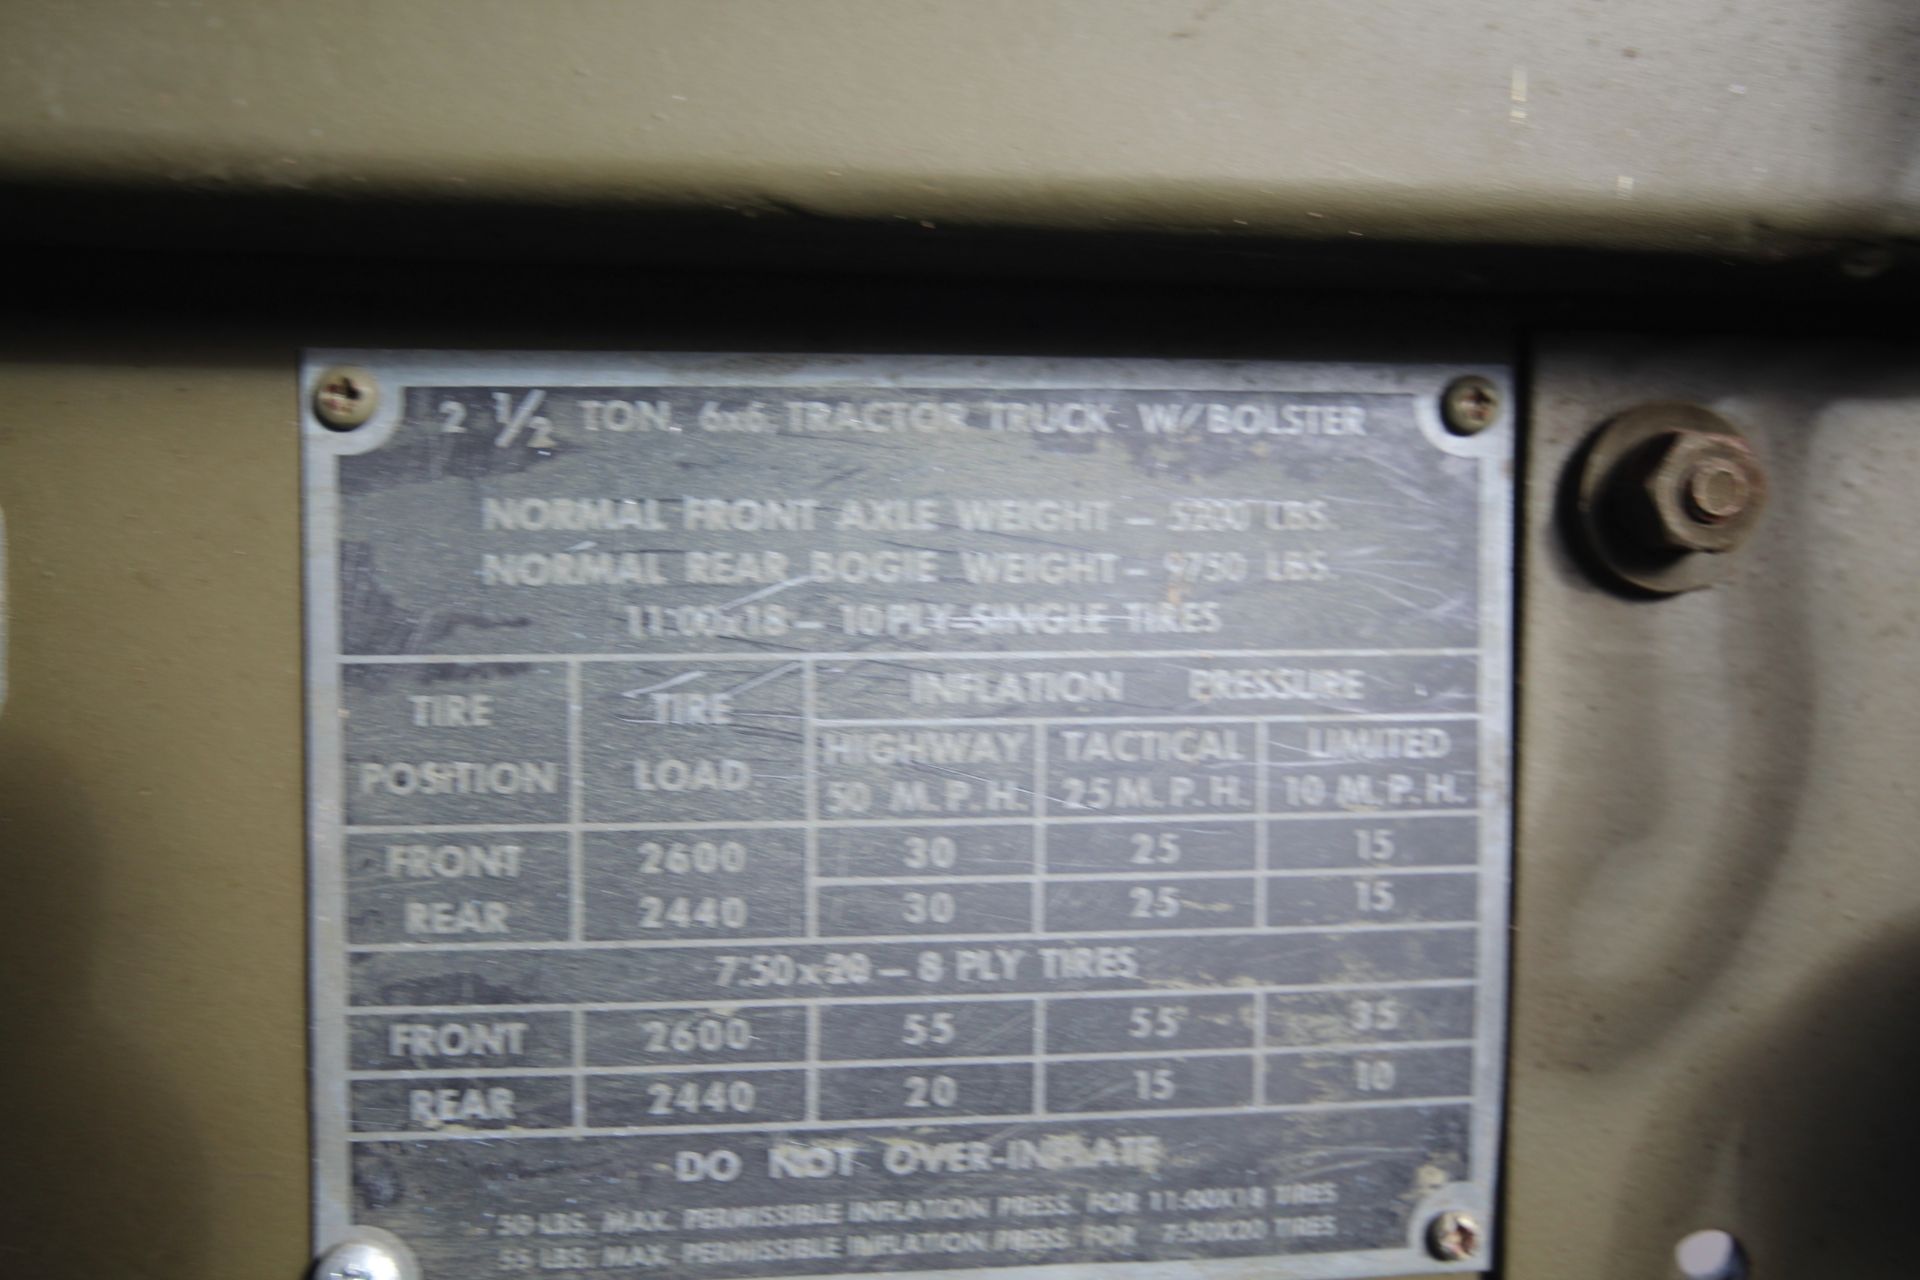 2 1/2 TON. 6x6 TRACTOR TRUCK W/BOLSTER
NORMAL FRONT AXLE WEIGHT – 5200 LBS.
NORMAL REAR BOGIE WEIGHT – 9750 LBS.
11:00x18 – 10 PLY SINGLE TIRES
TIRE POSITION TIRE LOAD INFLATION PRESSURE
HIGHWAY 50 M.P.H. TACTICAL 25 M.P.H. LIMITED 10 M.P.H.
FRONT 2600 30 25 15
REAR 2440 30 25 15
7:50x20 – 8 PLY TIRES
FRONT 2600 55 55 35
REAR 2440 20 15 10
DO NOT OVER-INFLATE
50 LBS. MAX. PERMISSIBLE INFLATION PRESS. FOR 11:00X18 TIRES
55 LBS. MAX. PERMISSIBLE INFLATION PRESS. FOR 7:50X20 TIRES